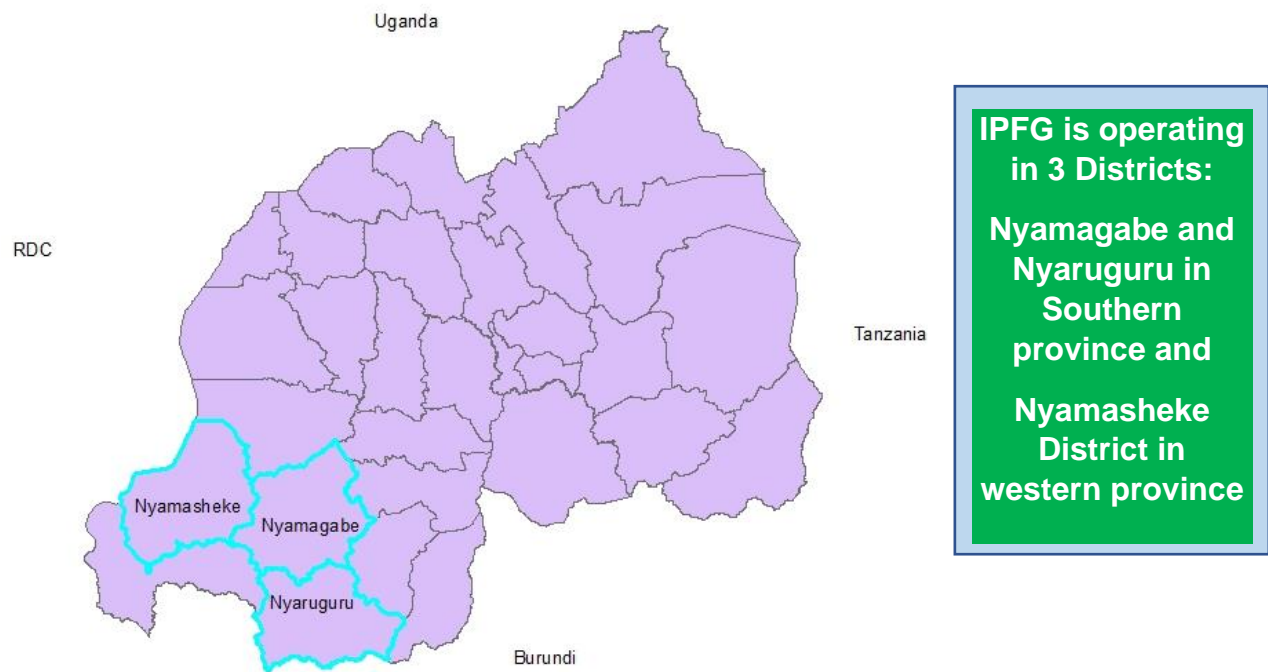 Uganda
RDC
Tanzania
Nyamasheke
Nyamagabe
Nyaruguru
Burundi
IPFG is operating
in 3 Districts:
Nyamagabe and
Nyaruguru in
Southern
province and
Nyamasheke
District in
western province